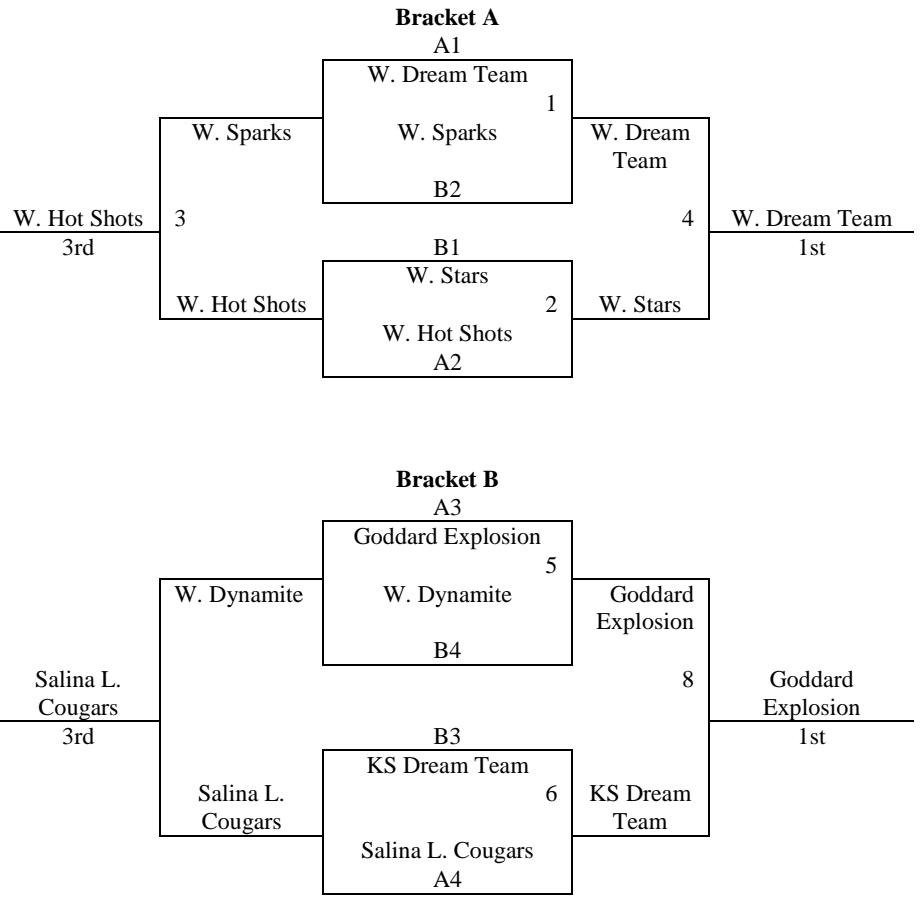 Bracket A
A1
W. Dream Team
1
W. Sparks
W. Sparks
W. Dream
Team
B2
W. Hot Shots
3
4
W. Dream Team
3rd
B1
1st
W. Stars
W. Hot Shots
2
W. Stars
W. Hot Shots
A2
Bracket B
A3
Goddard Explosion
5
W. Dynamite
W. Dynamite
Goddard
Explosion
B4
Salina L.
Cougars
8
Goddard
Explosion
3rd
B3
1st
KS Dream Team
Salina L.
Cougars
6
KS Dream
Team
Salina L. Cougars
A4